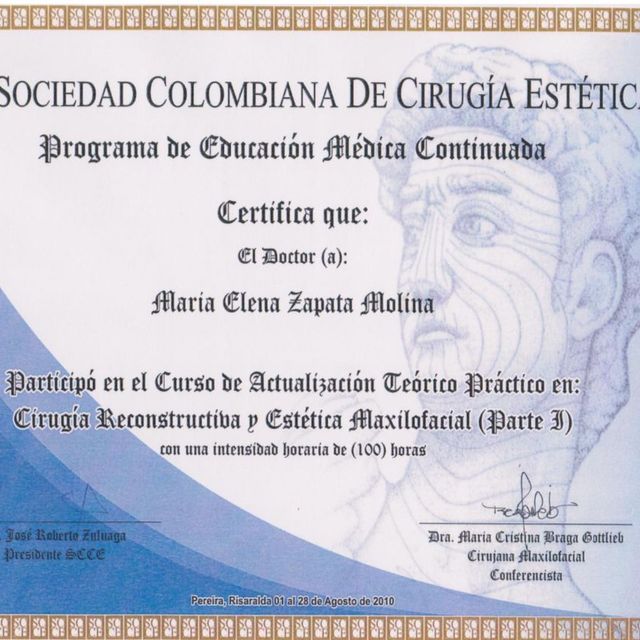 SOCIEDAD COLOMBIANA DE CIRUGÍA ESTÉTICA
Programa de Educación Médica Continuada
Certifica que:
El Doctor (a):
Maria Elena Zapata Molina
Participó en el Curso de Actualización Teórico Práctico en:
Cirugía Reconstructiva y Estética Maxilofacial (Parte I)
con una intensidad horaria de (100) horas
José Roberto Zuluaga
Presidente SCCE
Dra. Maria Cristina Braga Gottlieb
Cirujana Maxilofacial
Conferencista
Pereira, Risaralda 01 al 28 de Agosto de 2010